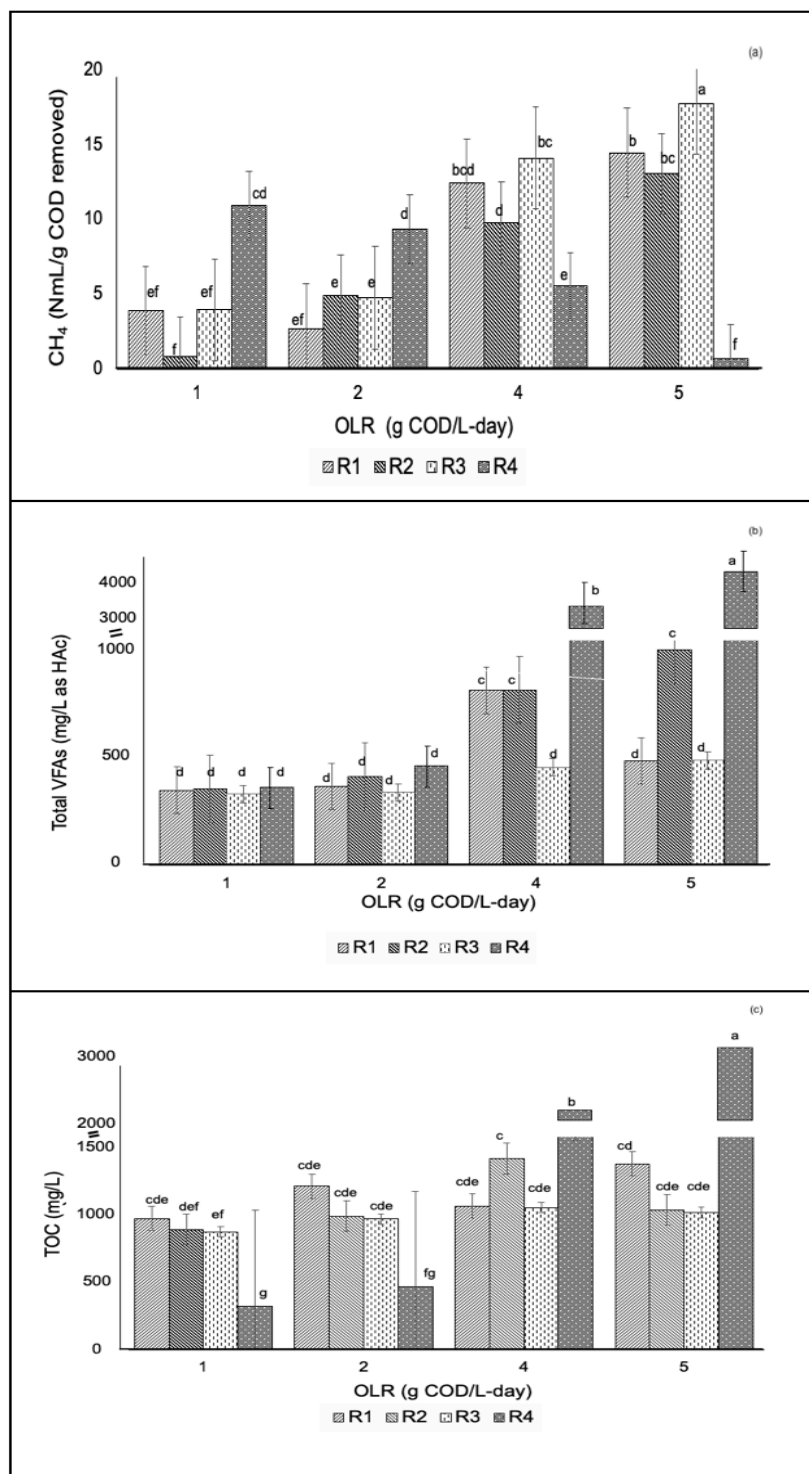 (a)
CH₄ (NmL/g COD removed)
20
15
10
5
0
ef
f
ef
cd
ef
e
e
d
bcd
d
bc
e
b
bc
a
f
1 2 4 5
OLR (g COD/L-day)
R1 R2 R3 R4
(b)
Total VFAs (mg/L as HAc)
4000
3000
1000
500
0
d
d
d
d
d
d
d
d
c
c
d
b
d
c
d
a
1 2 4 5
OLR (g COD/L-day)
R1 R2 R3 R4
(c)
TOC (mg/L)
3000
2000
1500
1000
500
0
cde
def
ef
g
cde
cde
cde
fg
cde
c
cde
b
cd
cde
cde
a
1 2 4 5
OLR (g COD/L-day)
R1 R2 R3 R4